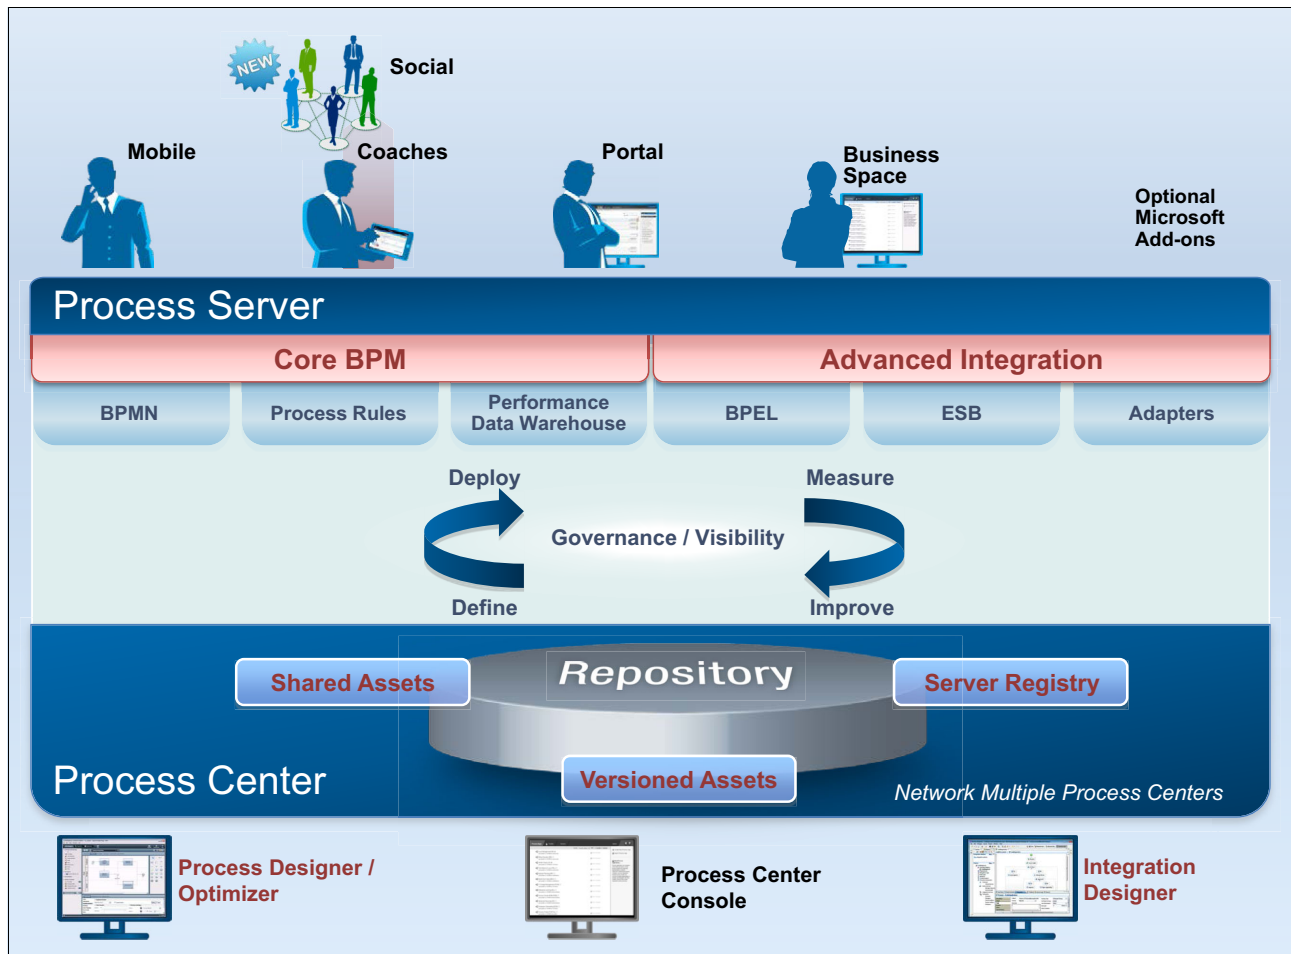 NEW
Social
Mobile
Coaches
Portal
Business
Space
Optional
Microsoft
Add-ons
Process Server
Core BPM
Advanced Integration
BPMN
Process Rules
Performance
Data Warehouse
BPEL
ESB
Adapters
Deploy
Measure
Governance / Visibility
Define
Improve
Repository
Shared Assets
Server Registry
Versioned Assets
Process Center
Network Multiple Process Centers
Process Designer /
Optimizer
Process Center
Console
Integration
Designer